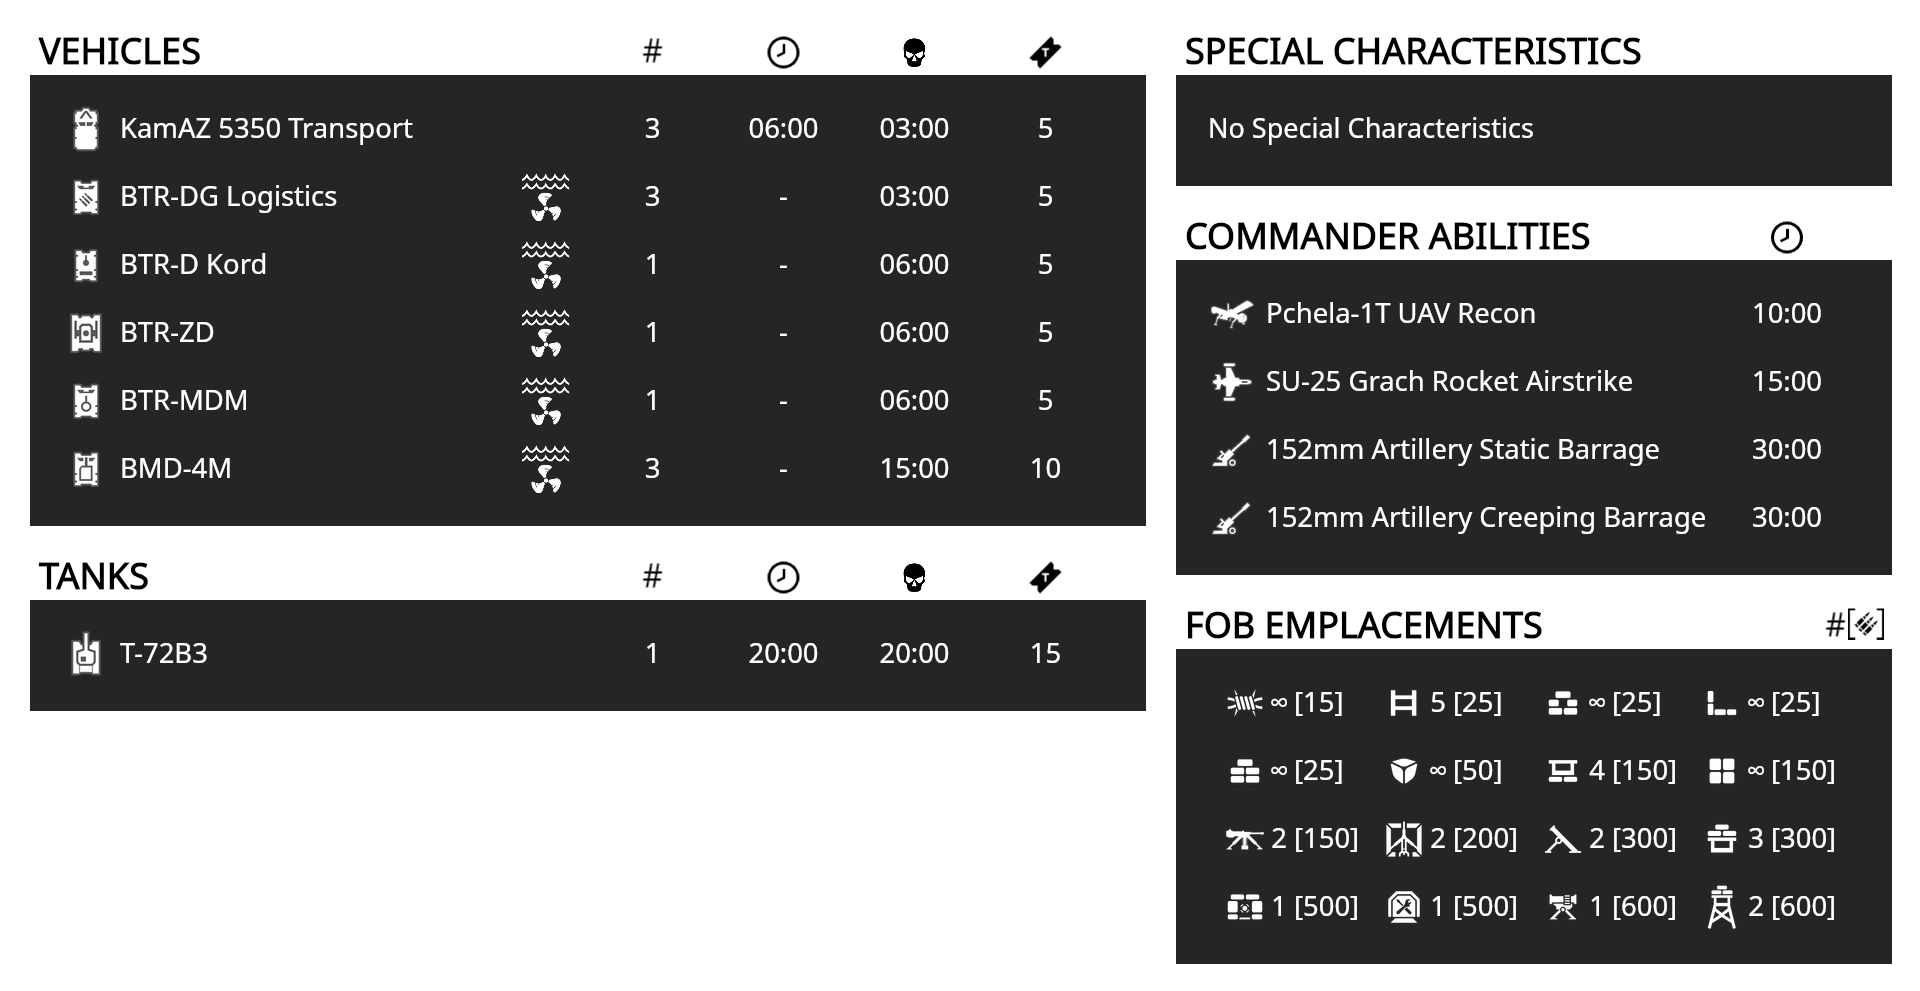 VEHICLES #
KamAZ 5350 Transport 3 06:00 03:00 5
BTR-DG Logistics 3 - 03:00 5
BTR-D Kord 1 - 06:00 5
BTR-ZD 1 - 06:00 5
BTR-MDM 1 - 06:00 5
BMD-4M 3 - 15:00 10
TANKS #
T-72B3 1 20:00 20:00 15
SPECIAL CHARACTERISTICS
No Special Characteristics
COMMANDER ABILITIES
Pchela-1T UAV Recon 10:00
SU-25 Grach Rocket Airstrike 15:00
152mm Artillery Static Barrage 30:00
152mm Artillery Creeping Barrage 30:00
FOB EMPLACEMENTS #[]
∞ [15] 5 [25] ∞ [25] ∞ [25]
∞ [25] ∞ [50] 4 [150] ∞ [150]
2 [150] 2 [200] 2 [300] 3 [300]
1 [500] 1 [500] 1 [600] 2 [600]